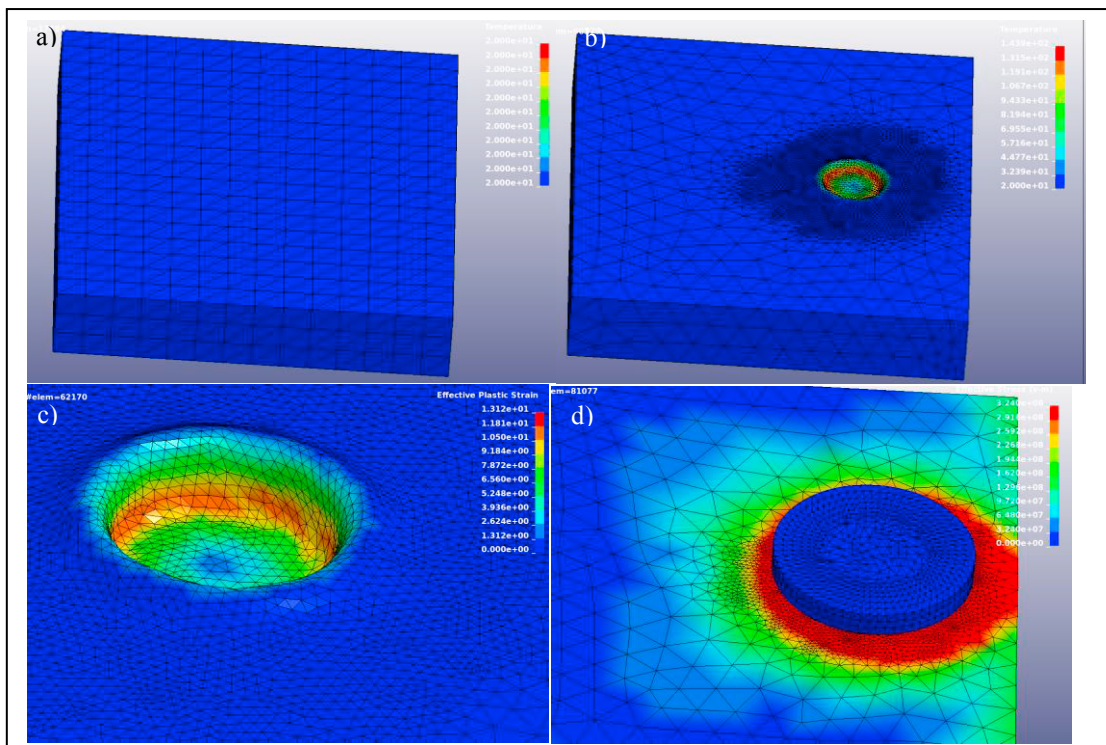 a)
Temperature
2.000e+01
2.000e+01
2.000e+01
2.000e+01
2.000e+01
2.000e+01
2.000e+01
2.000e+01
2.000e+01
2.000e+01
2.000e+01
b)
Temperature
1.439e+02
1.315e+02
1.191e+02
1.067e+02
9.433e+01
8.194e+01
6.955e+01
5.716e+01
4.477e+01
3.239e+01
2.000e+01
#elem=62170
c)
Effective Plastic Strain
1.312e+01
1.181e+01
1.050e+01
9.184e+00
7.872e+00
6.560e+00
5.248e+00
3.936e+00
2.624e+00
1.312e+00
0.000e+00
elem=81077
d)
3.240e+08
2.916e+08
2.592e+08
2.268e+08
1.944e+08
1.620e+08
1.296e+08
9.720e+07
6.480e+07
3.240e+07
0.000e+00